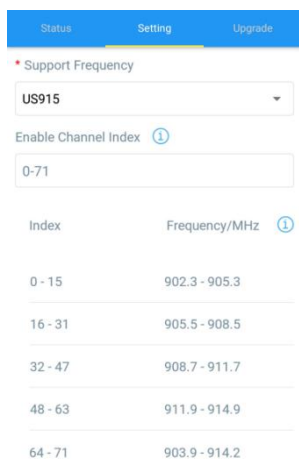 Status Setting Upgrade
* Support Frequency
US915
Enable Channel Index
0-71
Index Frequency/MHz
0 - 15 902.3 - 905.3
16 - 31 905.5 - 908.5
32 - 47 908.7 - 911.7
48 - 63 911.9 - 914.9
64 - 71 903.9 - 914.2